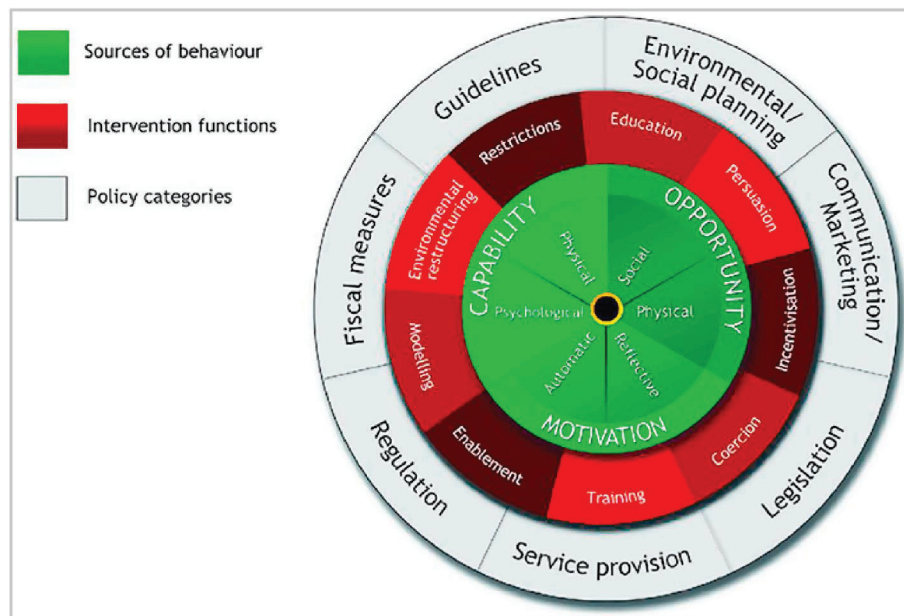 Sources of behaviour
Intervention functions
Policy categories
Guidelines
Environmental/
Social planning
Communication/
Marketing
Legislation
Service provision
Regulation
Fiscal measures
Restrictions
Education
Persuasion
Incentivisation
Coercion
Training
Enablement
Modelling
Environmental
restructuring
CAPABILITY
OPPORTUNITY
MOTIVATION
Physical
Social
Physical
Reflective
Automatic
Psychological